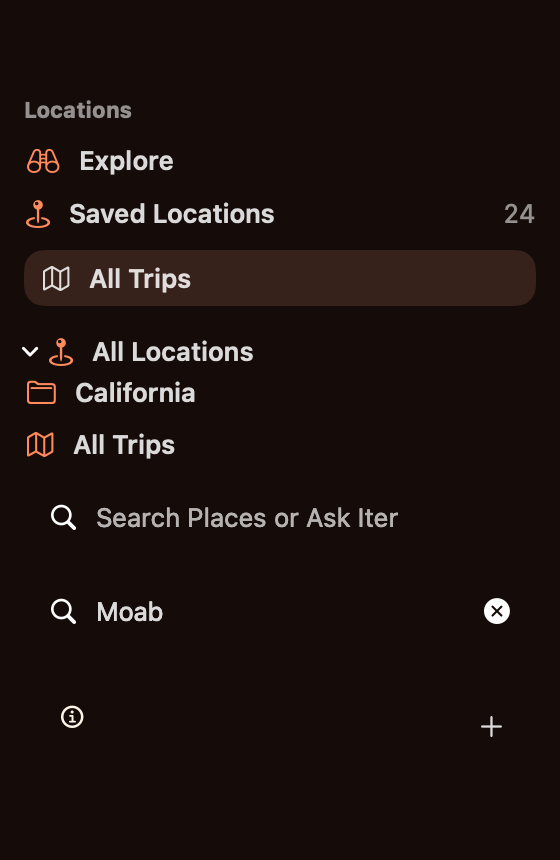 Locations
Explore
Saved Locations 24
All Trips
All Locations
California
All Trips
Search Places or Ask Iter
Moab